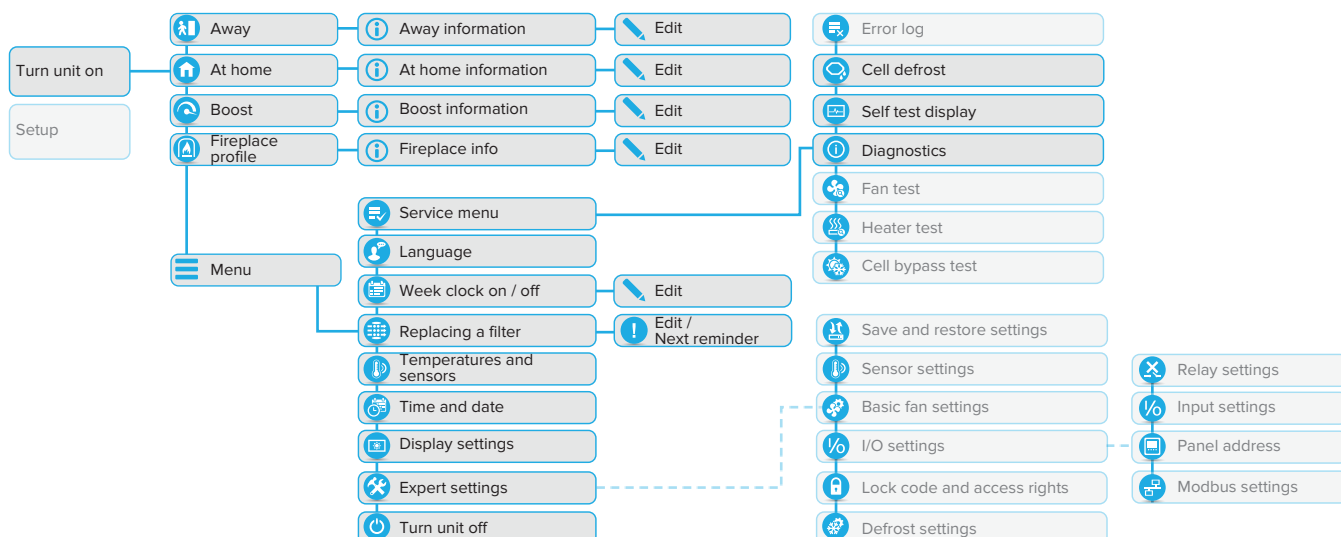 Away
Away information
Edit
Error log
Turn unit on
At home
At home information
Edit
Cell defrost
Setup
Boost
Boost information
Edit
Self test display
Fireplace
profile
Fireplace info
Edit
Diagnostics
Fan test
Service menu
Heater test
Language
Cell bypass test
Menu
Week clock on / off
Edit
Replacing a filter
Edit /
Next reminder
Save and restore settings
Temperatures and
sensors
Sensor settings
Relay settings
Time and date
Basic fan settings
Input settings
Display settings
I/O settings
Panel address
Expert settings
Lock code and access rights
Modbus settings
Turn unit off
Defrost settings